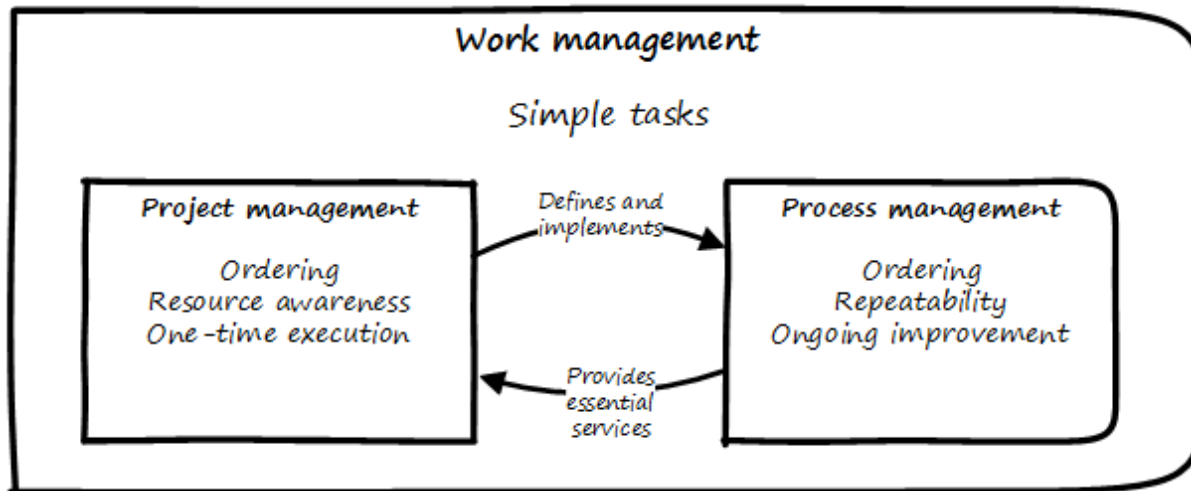 Work management
Simple tasks
Project management
Ordering
Resource awareness
One-time execution
Defines and
implements
Provides
essential
services
Process management
Ordering
Repeatability
Ongoing improvement